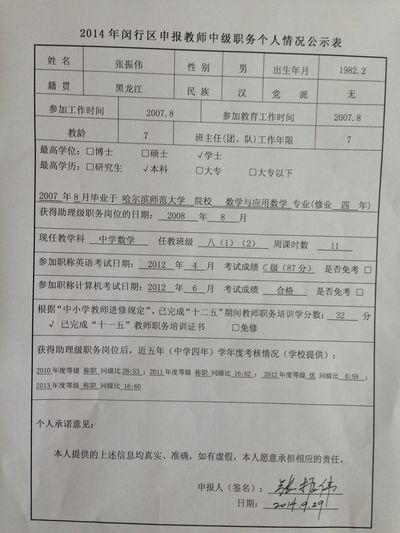 2014 年闵行区申报教师中级职务个人情况公示表
姓 名 张振伟 性 别 男 出生年月 1982.2
籍 贯 黑龙江 民 族 汉 党 派 无
参加工作时间 2007.8 参加教育工作时间 2007.8
教龄 7 班主任(团、队)工作年限 7
最高学位：□博士 □硕士 √学士
最高学历：□研究生 √本科 □大专 □大专以下
2007 年 8 月毕业于 哈尔滨师范大学 院校 数学与应用数学 专业(修业 四 年)
获得助理级职务岗位的日期： 2008 年 8 月
现任教学科 中学数学 任教班级 八（1）（2） 周课时数 11
参加职称英语考试日期： 2012 年 4 月 考试成绩 C级（87分） 是否免考 □
参加职称计算机考试日期： 2012 年 6 月 考试成绩 合格 是否免考 □
根据“中小学教师进修规定”，已完成“十二五”期间教师职务培训学分数： 32 分
√ 已完成“十一五”教师职务培训证书 □免修
获得助理级职务岗位后，近五年（中学四年）学年度考核情况（学校提供）：
2010 年度等级 称职 同级比 28:53 ；2011 年度等级 称职 同级比 16:62 ； 2012 年度等级 优 同级比 6:59 ；
2013 年度等级 称职 同级比 16:60
个人承诺意见：
本人提供的上述信息均真实、准确，如有虚假，本人愿意承担相应的责任。
申报人（签名）： 张振伟
日期： 2014.9.29